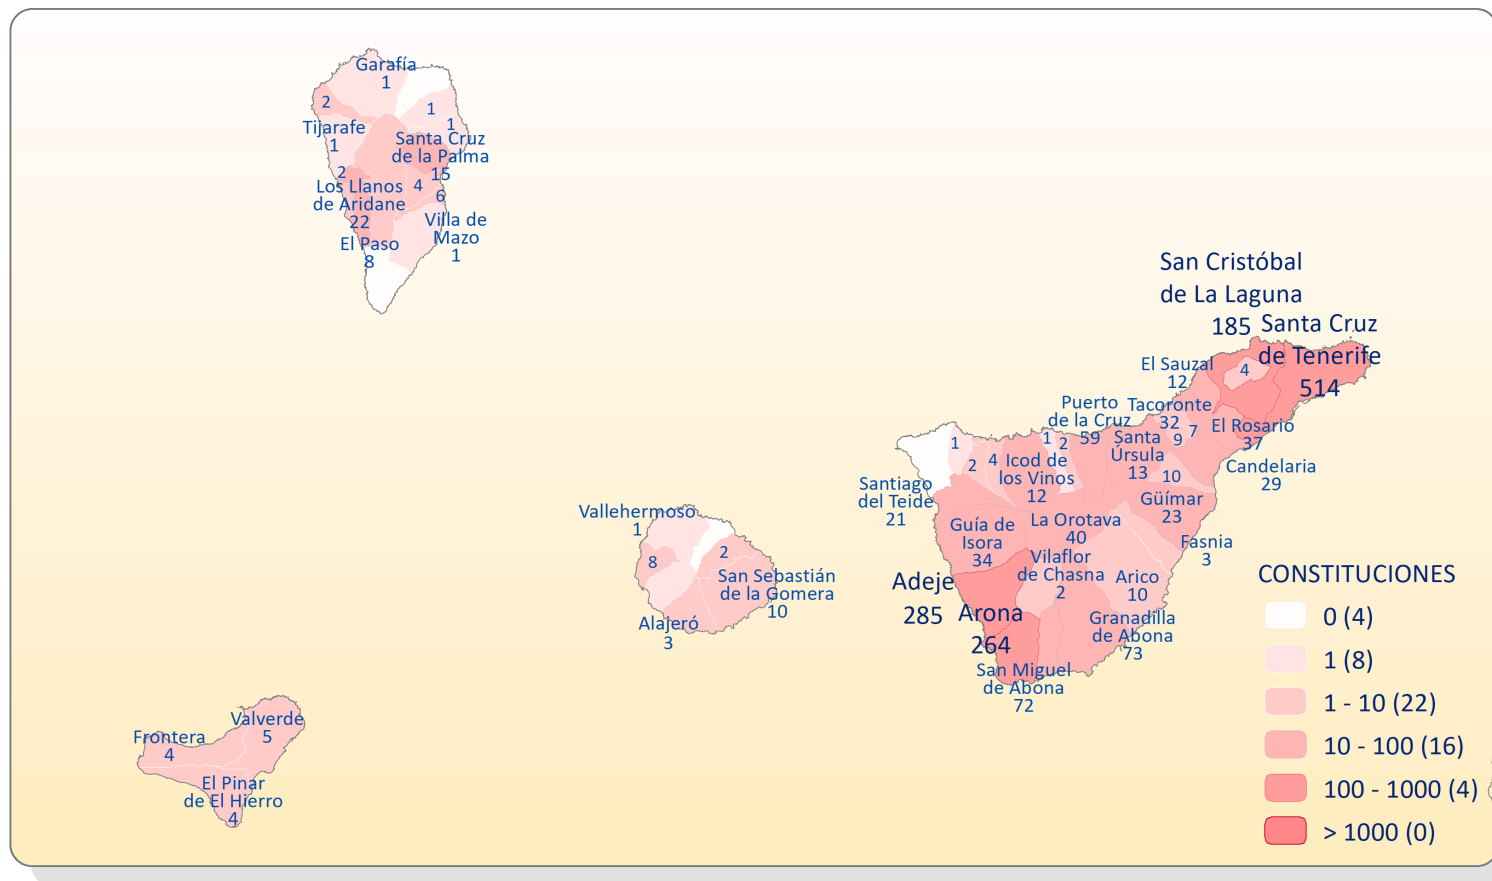 Garafía
1
2
1
1
Tijarafe
1
Santa Cruz
de la Palma
15
2
Los Llanos
de Aridane
22
4
6
El Paso
8
Villa de
Mazo
1
San Cristóbal
de La Laguna
185
Santa Cruz
de Tenerife
514
El Sauzal
12
4
Puerto
de la Cruz
59
Tacoronte
32
9
7
El Rosario
37
Santa
Úrsula
13
10
Candelaria
29
1
2
4
Icod de
los Vinos
12
1
2
Santiago
del Teide
21
Güímar
23
Guía de
Isora
34
La Orotava
40
Fasnia
3
Vilaflor
de Chasna
2
Arico
10
Adeje
285
Arona
264
Granadilla
de Abona
73
San Miguel
de Abona
72
Vallehermoso
1
8
2
San Sebastián
de la Gomera
10
Alajeró
3
Valverde
5
Frontera
4
El Pinar
de El Hierro
4
CONSTITUCIONES
0 (4)
1 (8)
1 - 10 (22)
10 - 100 (16)
100 - 1000 (4)
> 1000 (0)